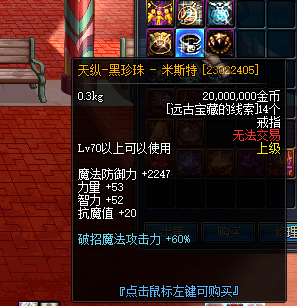 天纵-黑珍珠 - 米斯特 [23022405]
0.3kg 20,000,000金币
[远古宝藏的线索]14个
戒指
无法交易
Lv70以上可以使用 上级
魔法防御力 +2247
力量 +53
智力 +52
抗魔值 +20
破招魔法攻击力 +60%
购买
修理
『点击鼠标左键可购买』